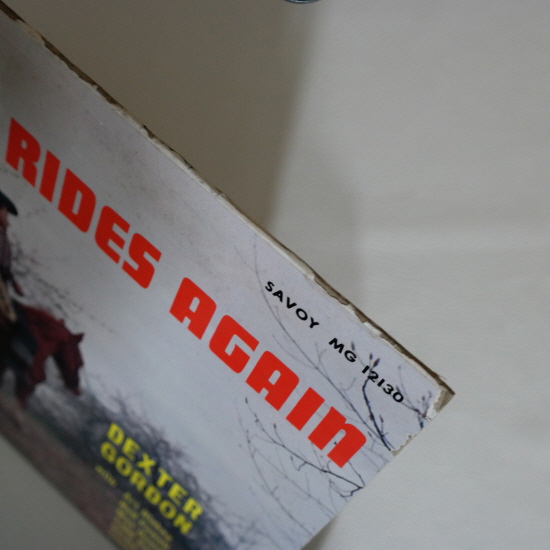 SAVOY MG 12130
RIDES AGAIN
DEXTER
GORDON